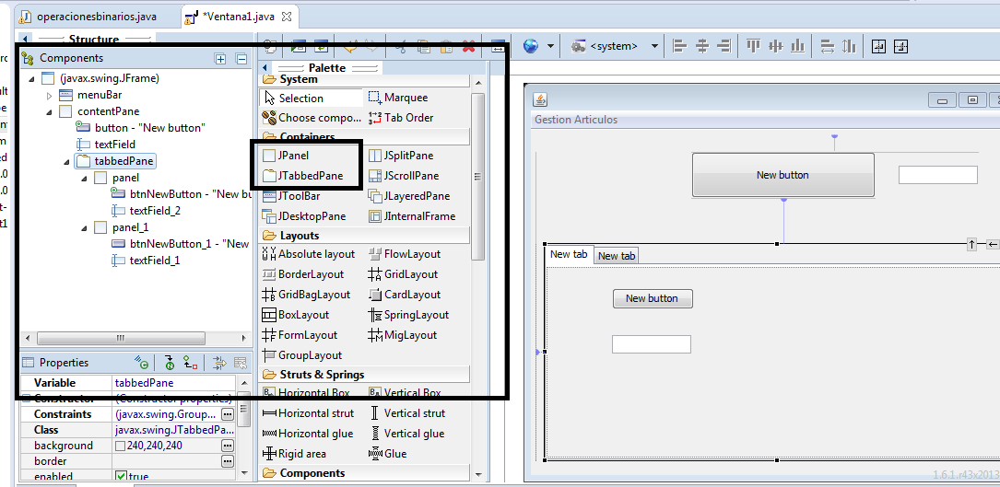 operacionesbinarios.java
*Ventana1.java
Structure
Components
(javax.swing.JFrame)
menuBar
contentPane
button - "New button"
textField
tabbedPane
panel
btnNewButton - "New bu
textField_2
panel_1
btnNewButton_1 - "New
textField_1
Properties
Variable tabbedPane
Constructor (Constructor properties)
Constraints (javax.swing.Group...
Class javax.swing.JTabbedPa...
background 240,240,240
border
enabled true
Palette
System
Selection Marquee
Choose compo... Tab Order
Containers
JPanel JSplitPane
JTabbedPane JScrollPane
JToolBar JLayeredPane
JDesktopPane JInternalFrame
Layouts
Absolute layout FlowLayout
BorderLayout GridLayout
GridBagLayout CardLayout
BoxLayout SpringLayout
FormLayout MigLayout
GroupLayout
Struts & Springs
Horizontal Box Vertical Box
Horizontal strut Vertical strut
Horizontal glue Vertical glue
Rigid area Glue
Components
<system>
Gestion Articulos
New button
New tab New tab
New button
1.6.1.r43x2013